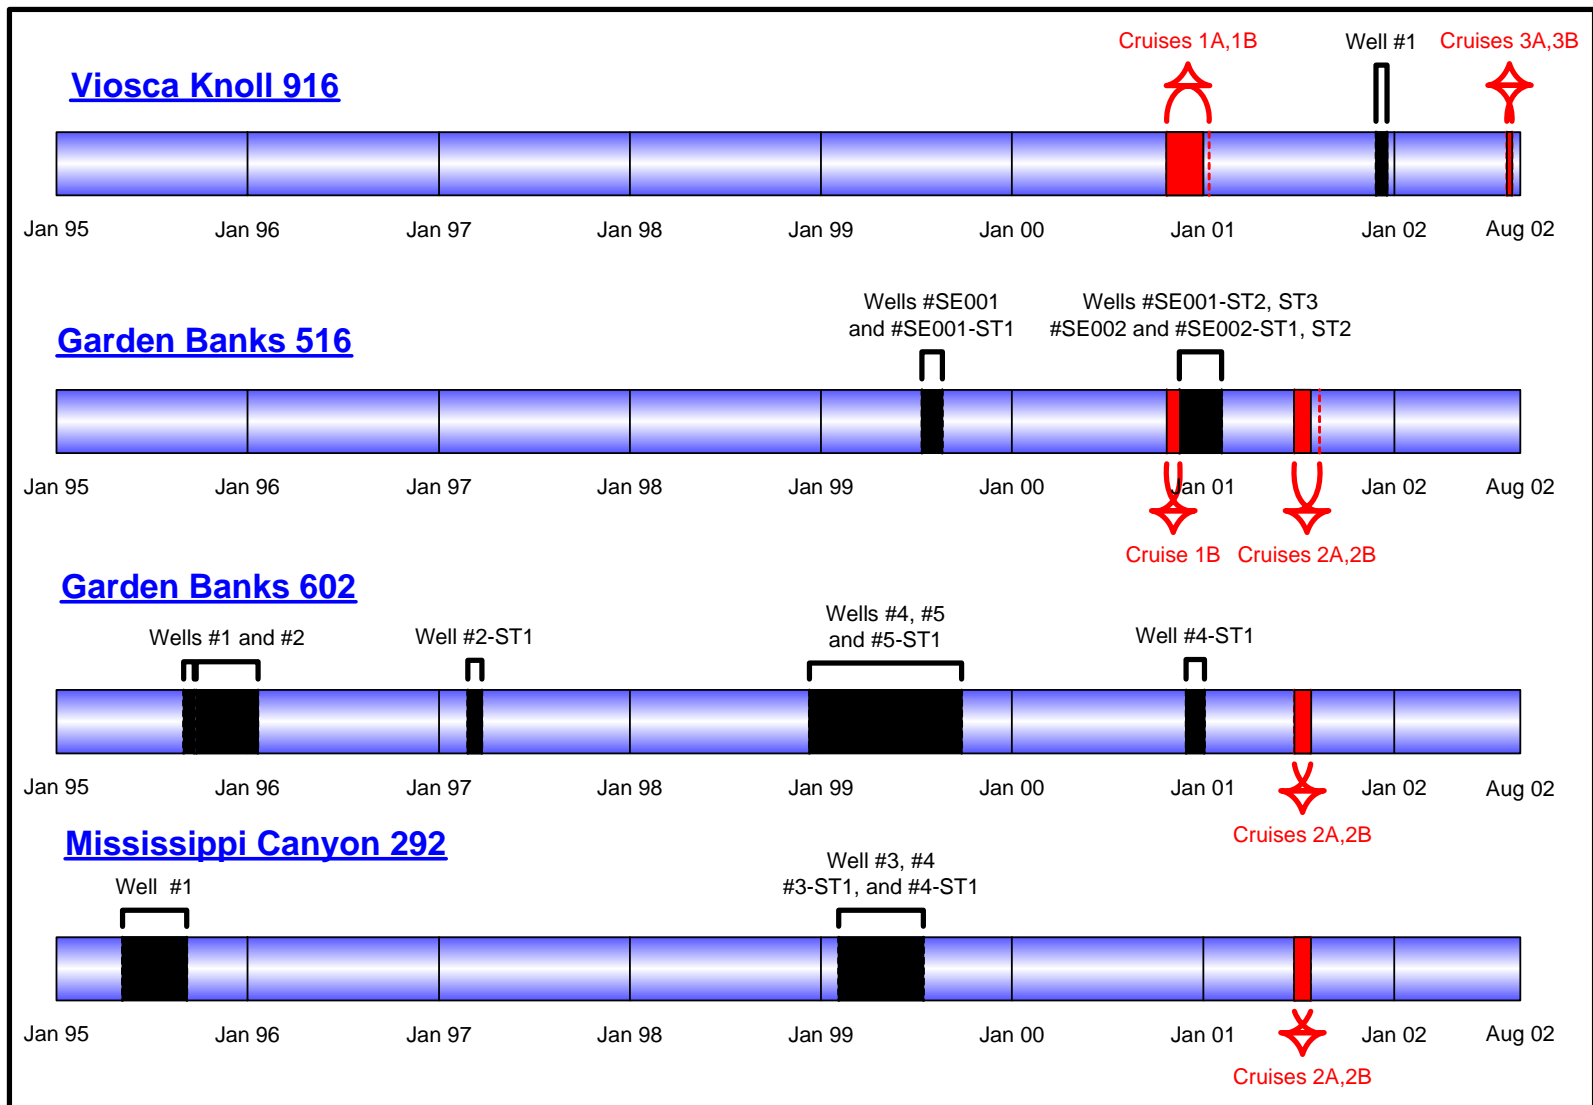 Cruises 1A,1B
Well #1
Cruises 3A,3B
Viosca Knoll 916
Jan 95
Jan 96
Jan 97
Jan 98
Jan 99
Jan 00
Jan 01
Jan 02
Aug 02
Wells #SE001
and #SE001-ST1
Wells #SE001-ST2, ST3
#SE002 and #SE002-ST1, ST2
Garden Banks 516
Jan 95
Jan 96
Jan 97
Jan 98
Jan 99
Jan 00
Jan 01
Jan 02
Aug 02
Cruise 1B
Cruises 2A,2B
Garden Banks 602
Wells #1 and #2
Well #2-ST1
Wells #4, #5
and #5-ST1
Well #4-ST1
Jan 95
Jan 96
Jan 97
Jan 98
Jan 99
Jan 00
Jan 01
Jan 02
Aug 02
Cruises 2A,2B
Mississippi Canyon 292
Well  #1
Well #3, #4
#3-ST1, and #4-ST1
Jan 95
Jan 96
Jan 97
Jan 98
Jan 99
Jan 00
Jan 01
Jan 02
Aug 02
Cruises 2A,2B